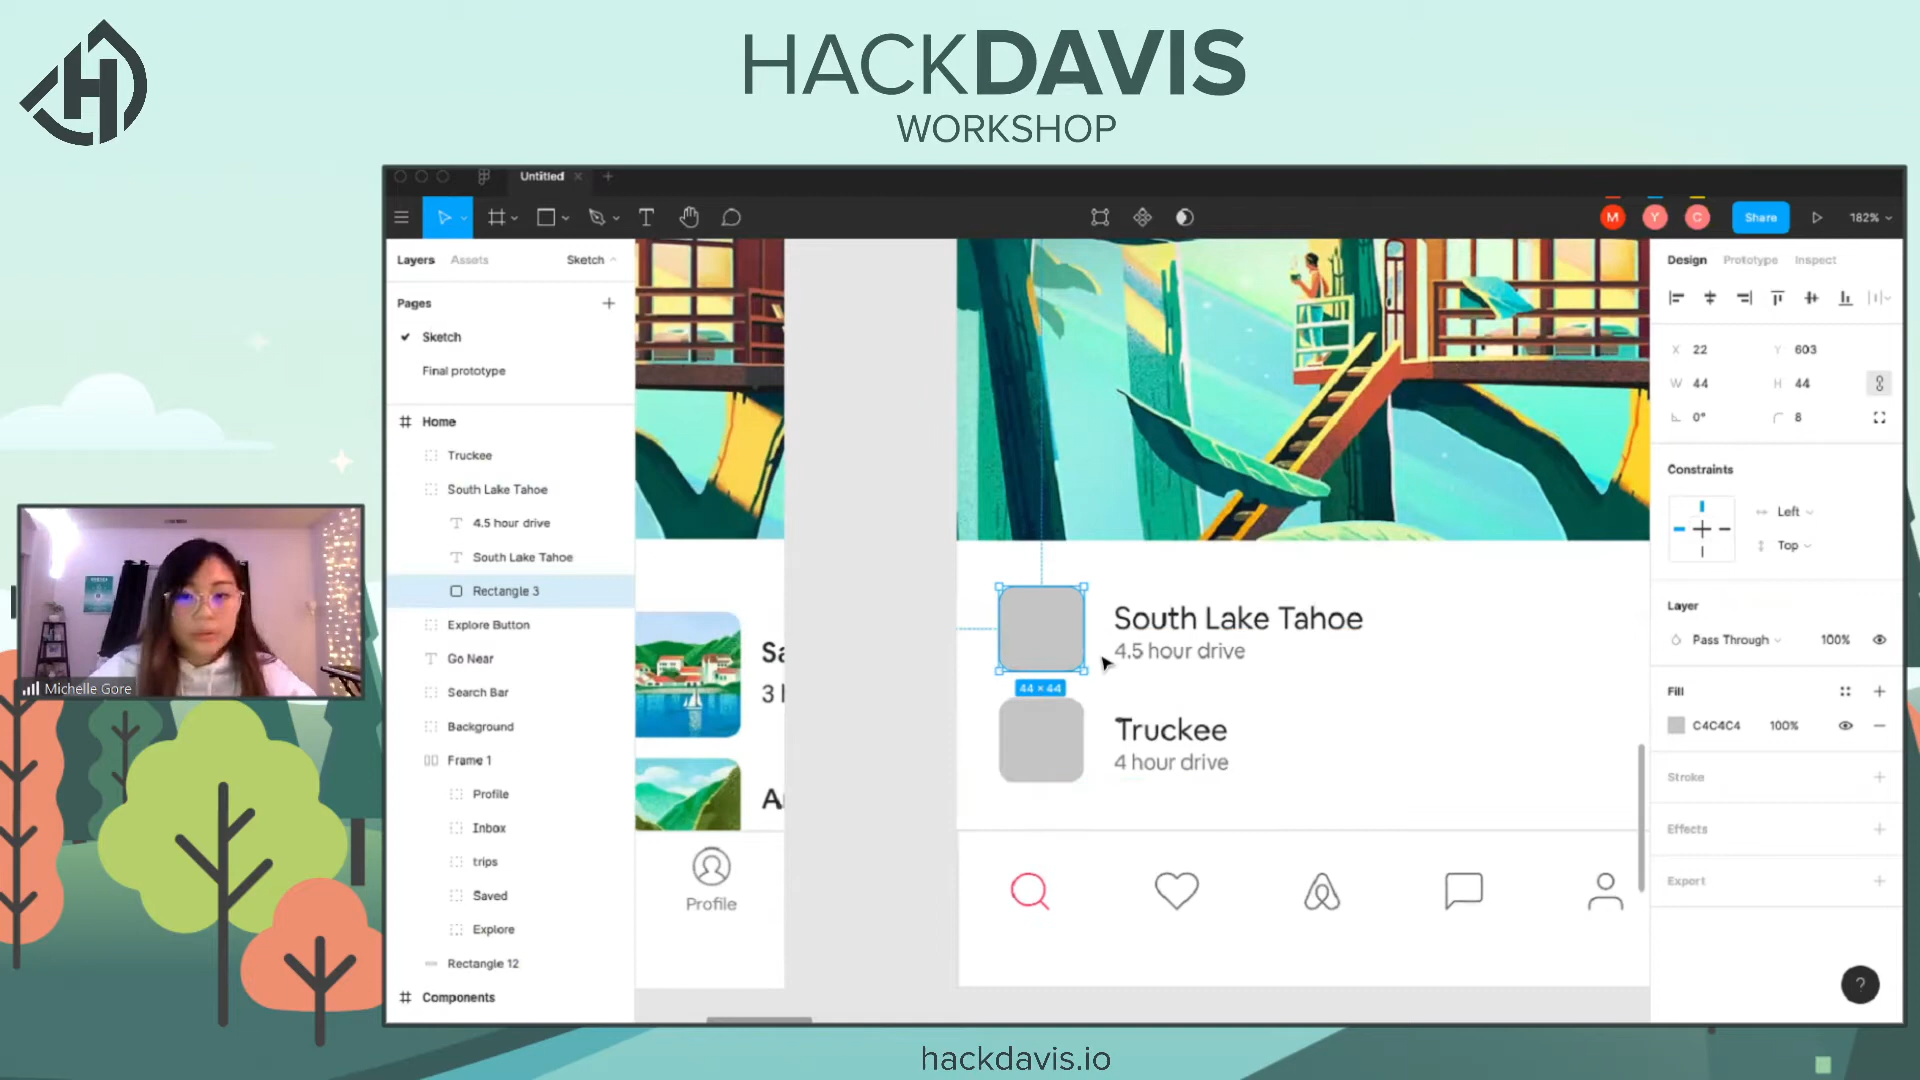 HACKDAVIS
WORKSHOP
Untitled
M
Y
C
Share
182%
Layers
Assets
Sketch
Pages
Sketch
Final prototype
Home
Truckee
South Lake Tahoe
4.5 hour drive
South Lake Tahoe
Rectangle 3
Explore Button
Go Near
Search Bar
Background
Frame 1
Profile
Inbox
trips
Saved
Explore
Rectangle 12
Components
Sa
3 h
Profile
South Lake Tahoe
4.5 hour drive
44 × 44
Truckee
4 hour drive
Design
Prototype
Inspect
X 22
Y 603
W 44
H 44
0°
8
Constraints
Left
Top
Layer
Pass Through
100%
Fill
C4C4C4
100%
Stroke
Effects
Export
?
Michelle Gore
hackdavis.io